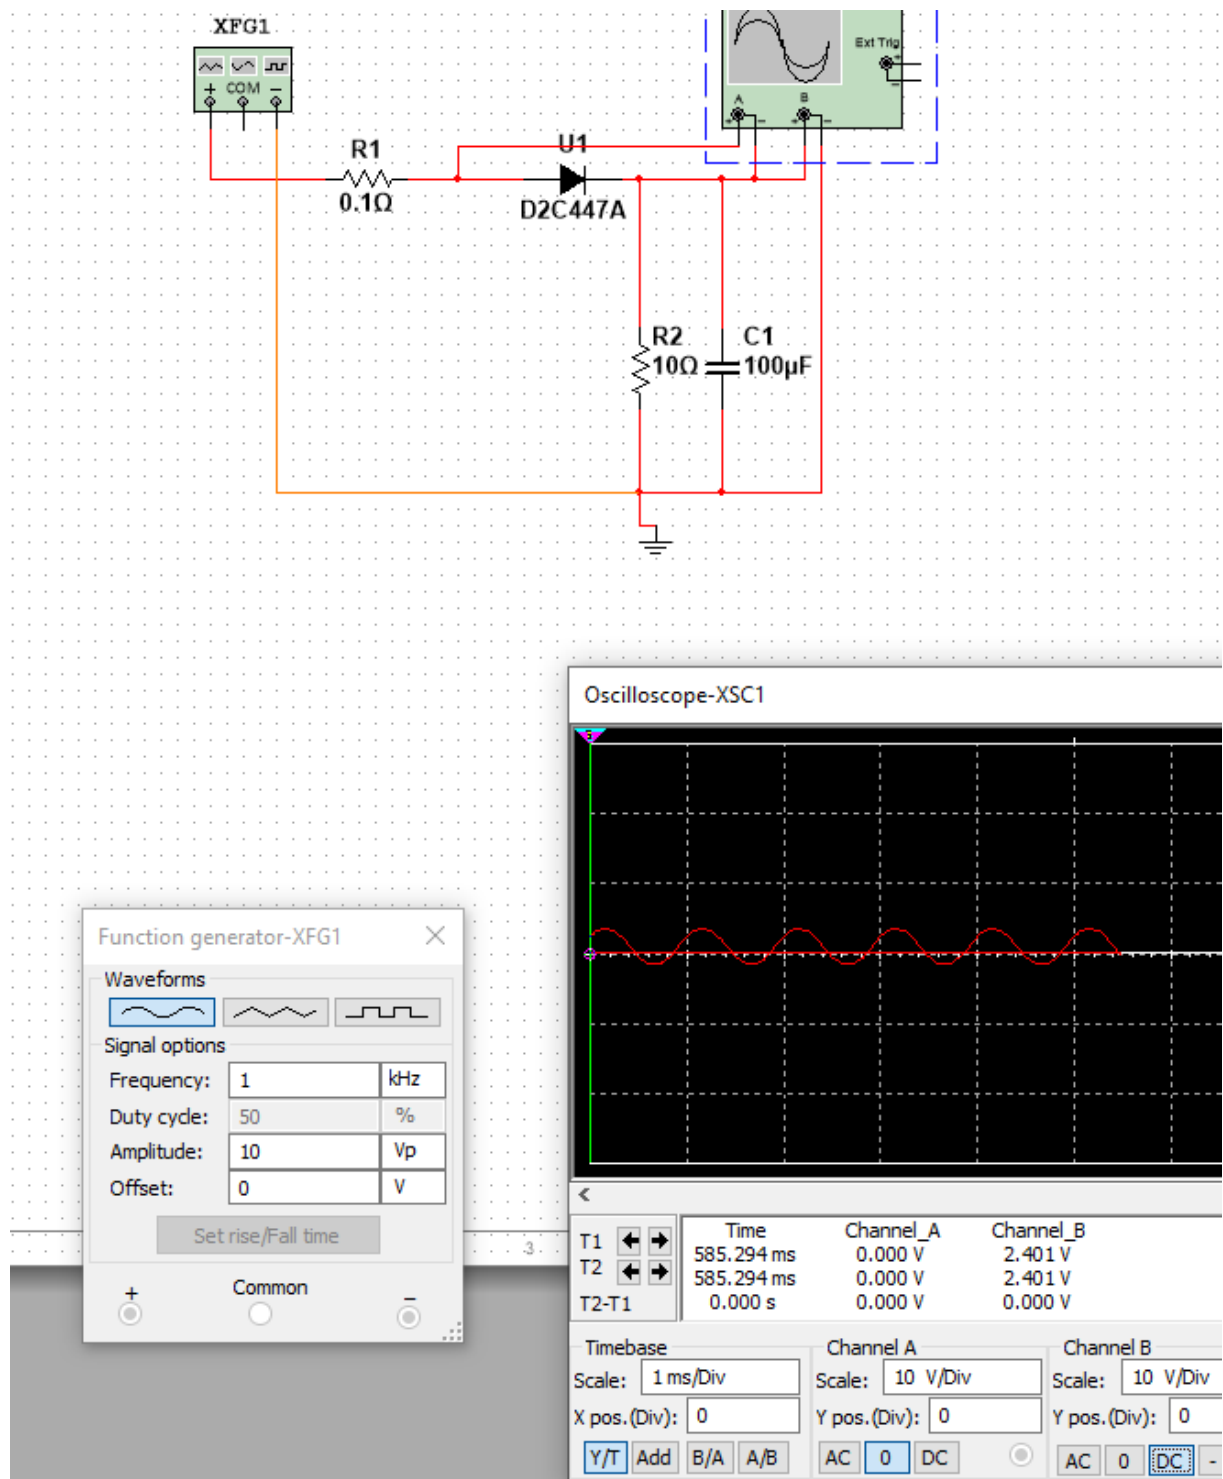 XFG1
Ext Trig
+
-
+ COM -
A B
+ - + -
R1
0.1Ω
U1
D2C447A
R2
10Ω
C1
100µF
Oscilloscope-XSC1
Function generator-XFG1
Waveforms
Signal options
Frequency: 1 kHz
Duty cycle: 50 %
Amplitude: 10 Vp
Offset: 0 V
Set rise/Fall time
+ Common -
3
Time Channel_A Channel_B
T1 585.294 ms 0.000 V 2.401 V
T2 585.294 ms 0.000 V 2.401 V
T2-T1 0.000 s 0.000 V 0.000 V
Timebase Channel A Channel B
Scale: 1 ms/Div Scale: 10 V/Div Scale: 10 V/Div
X pos.(Div): 0 Y pos.(Div): 0 Y pos.(Div): 0
Y/T Add B/A A/B AC 0 DC AC 0 DC -